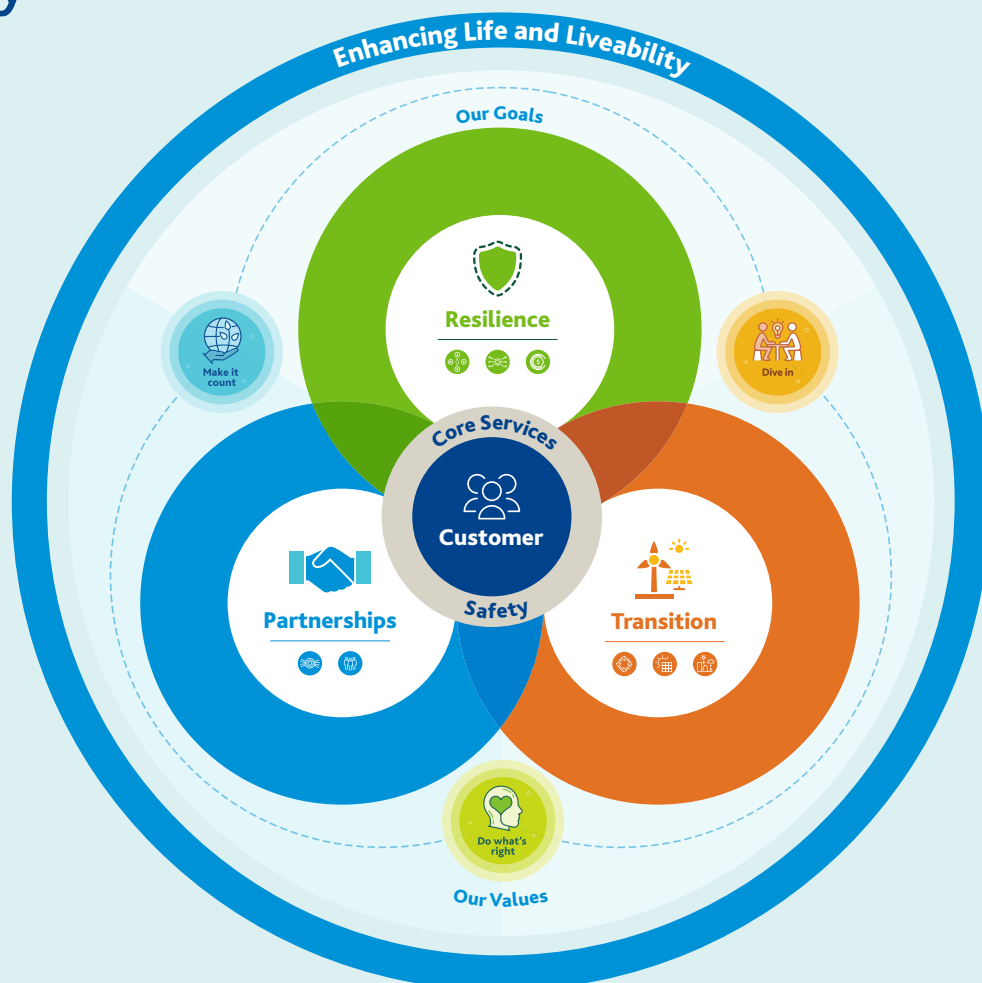 Enhancing Life and Liveability
Our Goals
Resilience
Make it
count
Dive in
Core Services
Customer
Safety
Partnerships
Transition
Do what's
right
Our Values